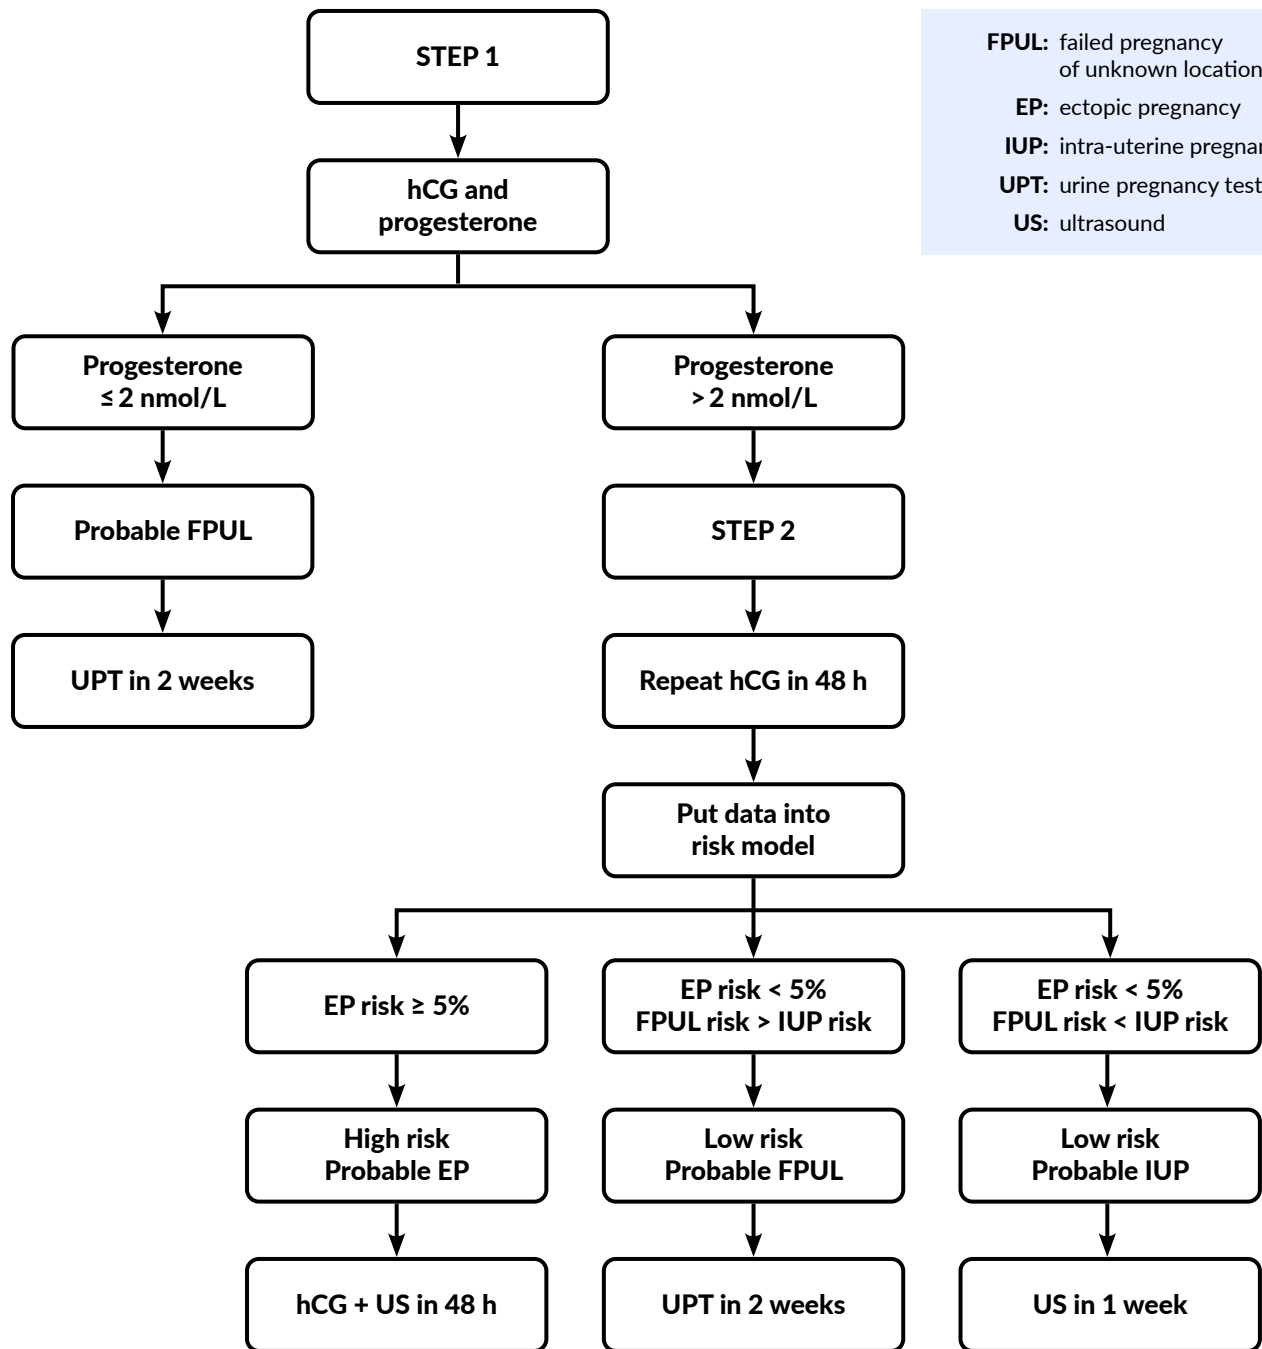 STEP 1
FPUL: failed pregnancy
of unknown location
EP: ectopic pregnancy
IUP: intra-uterine
UPT: urine pregnancy test
US: ultrasound
hCG and
progesterone
Progesterone
≤ 2 nmol/L
Progesterone
> 2 nmol/L
Probable FPUL
STEP 2
UPT in 2 weeks
Repeat hCG in 48 h
Put data into
risk model
EP risk ≥ 5%
EP risk < 5%
FPUL risk > IUP risk
EP risk < 5%
FPUL risk < IUP risk
High risk
Probable EP
Low risk
Probable FPUL
Low risk
Probable IUP
hCG + US in 48 h
UPT in 2 weeks
US in 1 week